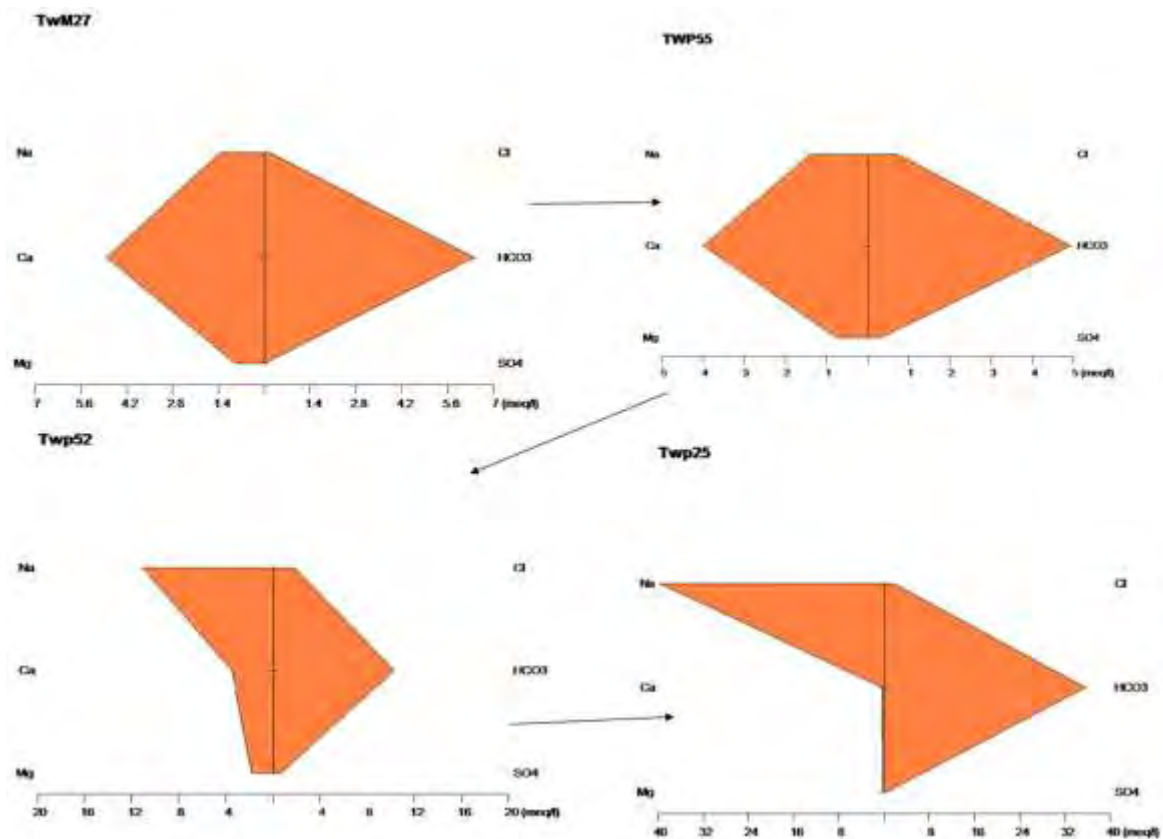 TwM27
Na Cl
Ca HCO3
Mg SO4
7 5.6 4.2 2.8 1.4 1.4 2.8 4.2 5.6 7 (meq/l)
TWP55
Na Cl
Ca HCO3
Mg SO4
5 4 3 2 1 1 2 3 4 5 (meq/l)
Twp52
Na Cl
Ca HCO3
Mg SO4
20 16 12 8 4 4 8 12 16 20 (meq/l)
Twp25
Na Cl
Ca HCO3
Mg SO4
40 32 24 16 8 8 16 24 32 40 (meq/l)